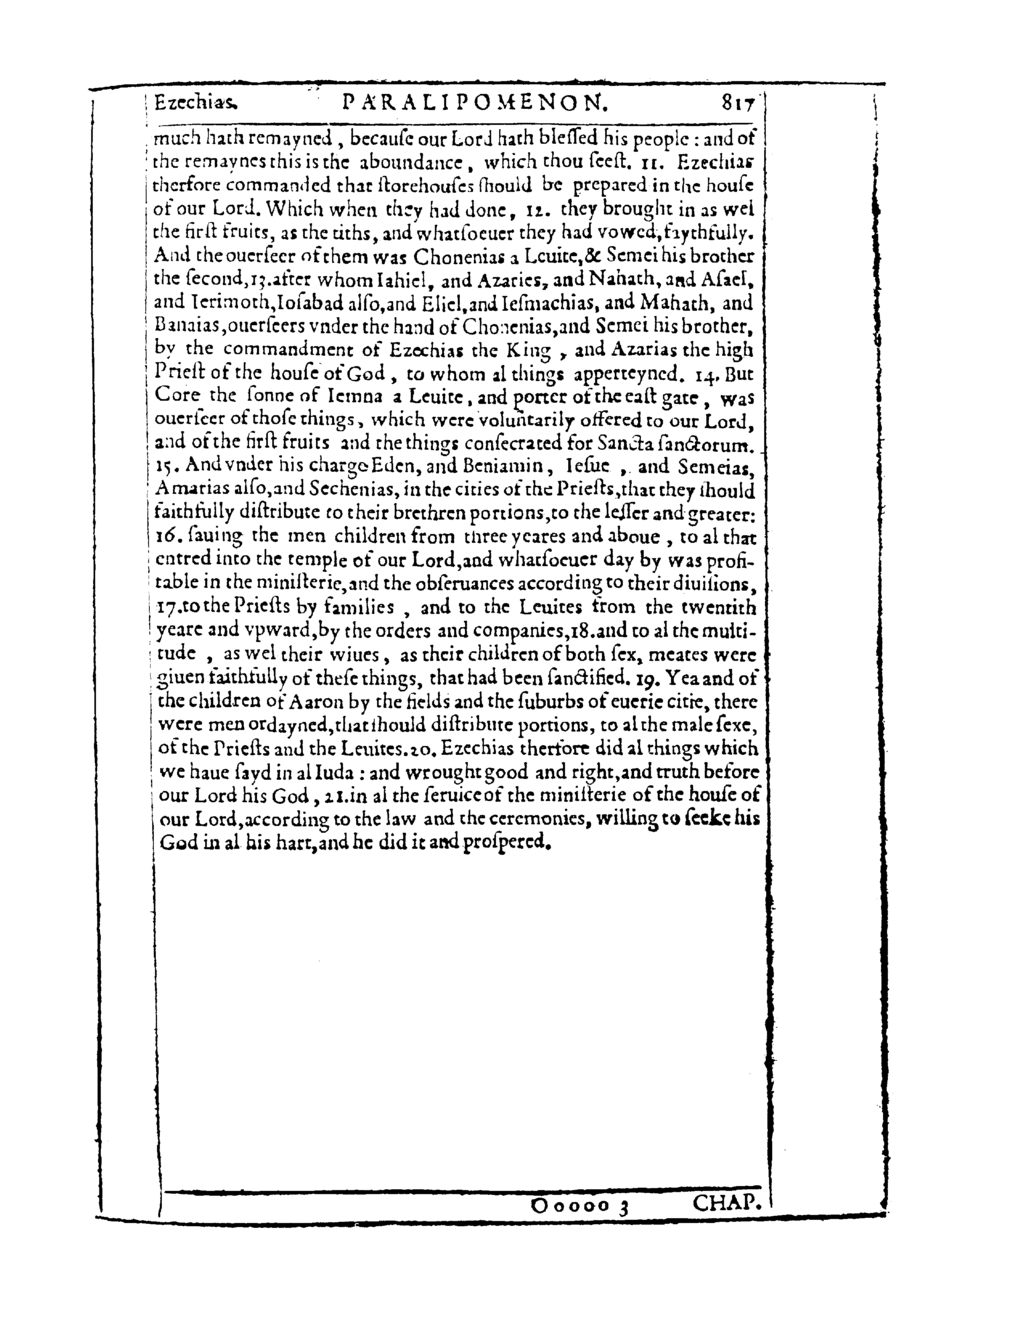 Ezechias. PARALIPOMENON. 817
much hath remayned, becauſe our Lord hath bleſſed his people: and of
the remaynes this is the aboundance, which thou ſeeſt. 11. Ezechias
therfore commanded that ſtorehouſes ſhould be prepared in the houſe
of our Lord. Which when they had done, 12. they brought in as wel
the firſt fruits, as the tiths, and whatſoeuer they had vowed, faythfully.
And the ouerſeer of them was Chonenias a Leuite, & Semei his brother
the ſecond, 13. after whom Iahiel, and Azaries, and Nahath, and Aſael,
and Ierimoth, Ioſabad alſo, and Eliel, and Ieſmachias, and Mahath, and
Banaias, ouerſeers vnder the hand of Chonenias, and Semei his brother,
by the commandment of Ezechias the King, and Azarias the high
Prieſt of the houſe of God, to whom al things apperteyned. 14. But
Core the ſonne of Iemna a Leuite, and porter of the eaſt gate, was
ouerſeer of thoſe things, which were voluntarily offered to our Lord,
and of the firſt fruits and the things conſecrated for Sancta ſanctorum.
15. And vnder his charge Eden, and Beniamin, Ieſue, and Semeias,
Amarias alſo, and Sechenias, in the cities of the Prieſts, that they ſhould
faithfully diſtribute to their brethren portions, to the leſſer and greater:
16. ſauing the men children from three yeares and aboue, to al that
entred into the temple of our Lord, and whatſoeuer day by was profi-
table in the miniſterie, and the obſeruances according to their diuiſions,
17. to the Prieſts by families, and to the Leuites from the twentith
yeare and vpward, by the orders and companies, 18. and to al the multi-
tude, as wel their wiues, as their children of both ſex, meates were
giuen faithfully of theſe things, that had been ſanctified. 19. Yea and of
the children of Aaron by the fields and the ſuburbs of euerie citie, there
were men ordayned, that ſhould diſtribute portions, to al the male ſexe,
of the Prieſts and the Leuites. 20. Ezechias therfore did al things which
we haue ſayd in al Iuda: and wrought good and right, and truth before
our Lord his God, 21. in al the ſeruice of the miniſterie of the houſe of
our Lord, according to the law and the ceremonies, willing to ſeeke his
God in al his hart, and he did it and proſpered.
Ooooo 3 CHAP.